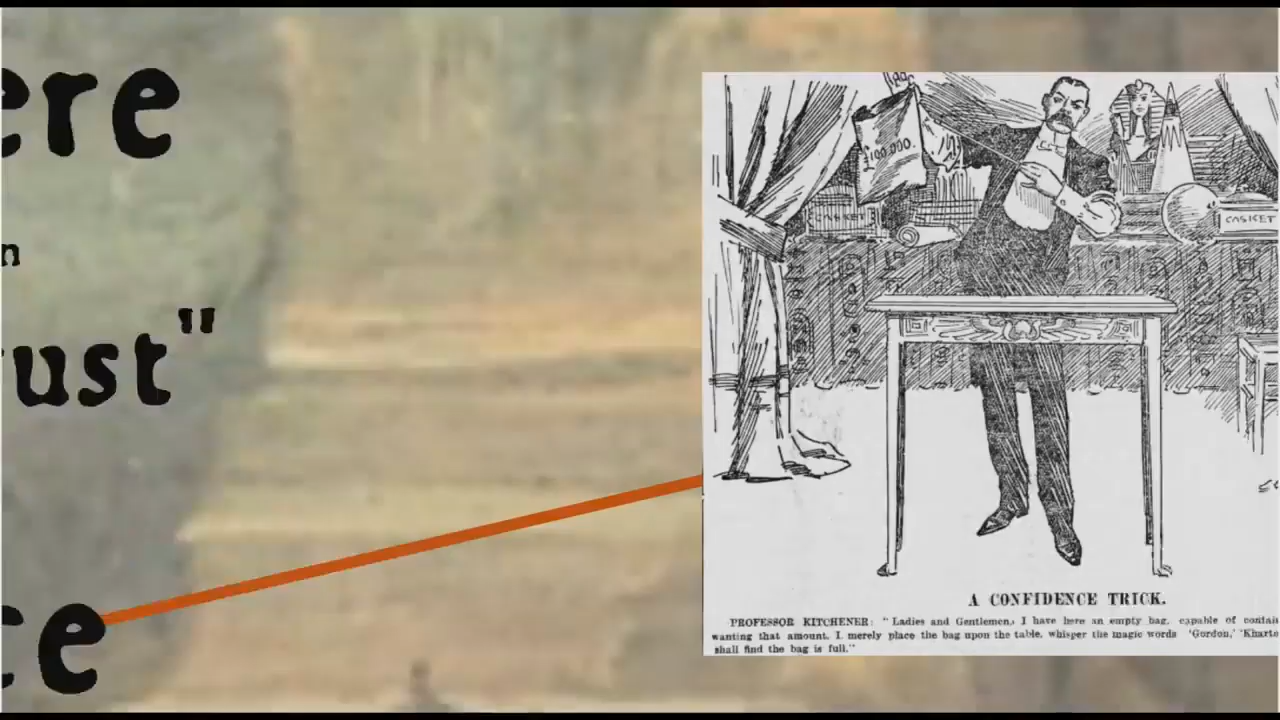 ere
n
ust"
ce
£100,000.
CASKET
CASKET
A CONFIDENCE TRICK.
PROFESSOR KITCHENER: "Ladies and Gentlemen, I have here an empty bag, capable of contain
wanting that amount. I merely place the bag upon the table, whisper the magic words 'Gordon,' 'Kharto
shall find the bag is full."